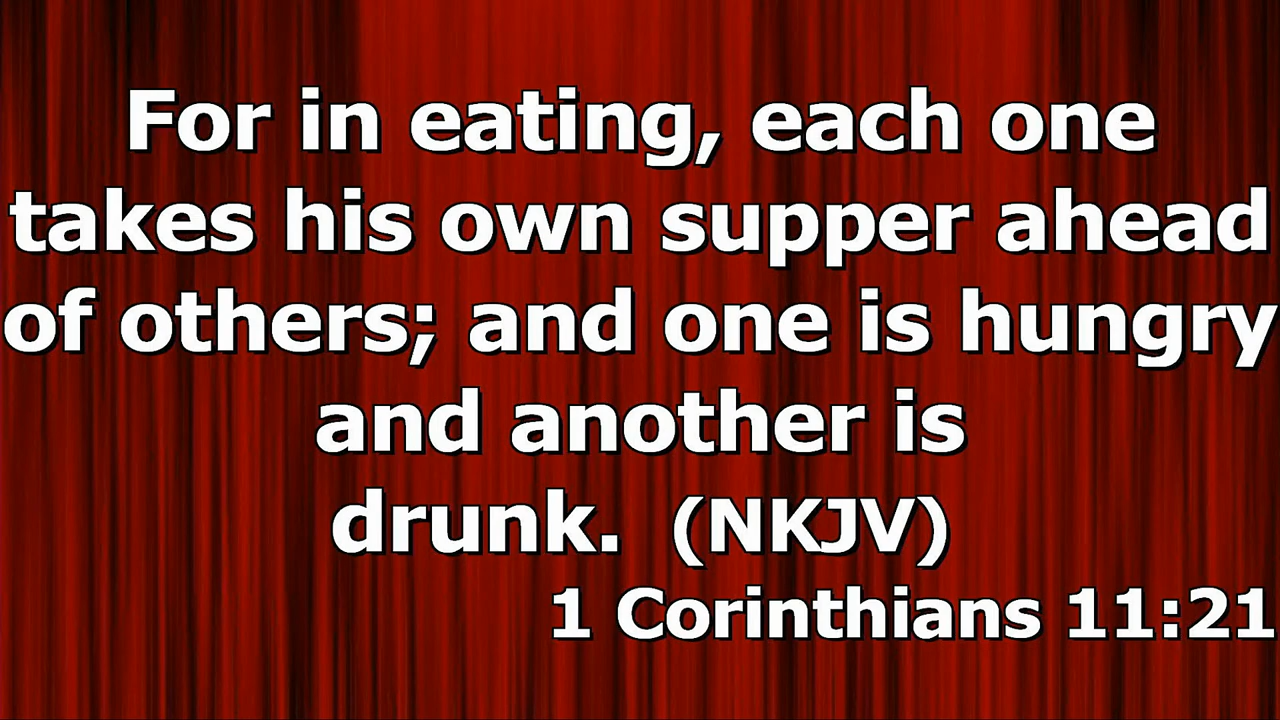 For in eating, each one
takes his own supper ahead
of others; and one is hungry
and another is
drunk.  (NKJV)
1 Corinthians 11:21